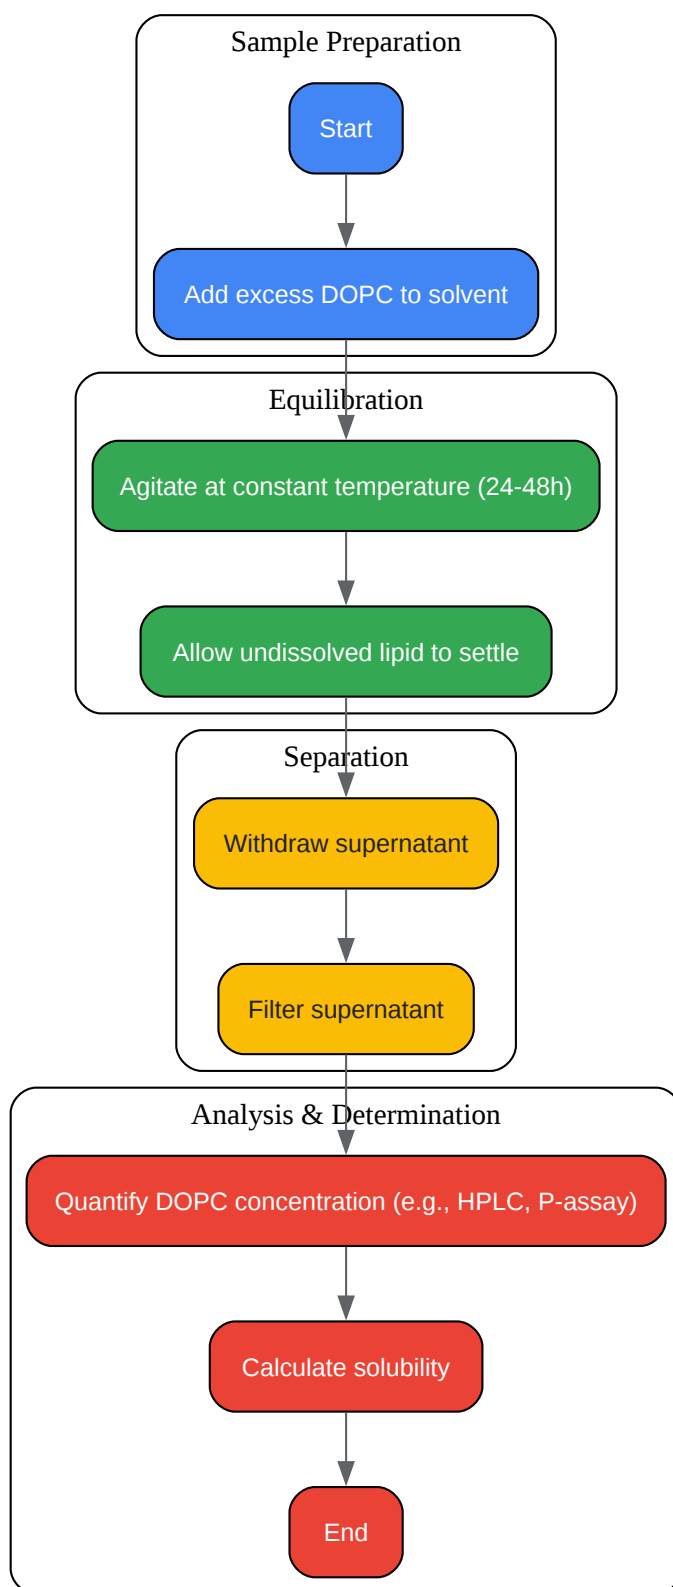 Sample Preparation
Start
Add excess DOPC to solvent
Equilibration
Agitate at constant temperature (24-48h)
Allow undissolved lipid to settle
Separation
Withdraw supernatant
Filter supernatant
Analysis & Determination
Quantify DOPC concentration (e.g., HPLC, P-assay)
Calculate solubility
End